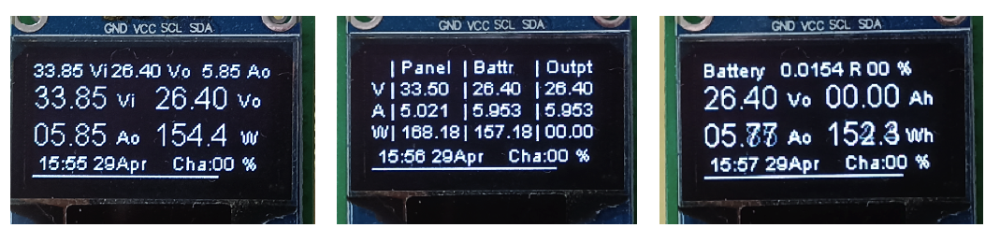 GND VCC SCL SDA
33.85 Vi 26.40 Vo 5.85 Ao
33.85 Vi 26.40 Vo
05.85 Ao 154.4 W
15:55 29Apr Cha:00 %
GND VCC SCL SDA
| Panel | Battr | Outpt
V | 33.50 | 26.40 | 26.40
A | 5.021 | 5.953 | 5.953
W | 168.18 | 157.18 | 00.00
15:56 29Apr Cha:00 %
GND VCC SCL SDA
Battery 0.0154 R 00 %
26.40 Vo 00.00 Ah
Ao Wh
15:57 29Apr Cha:00 %